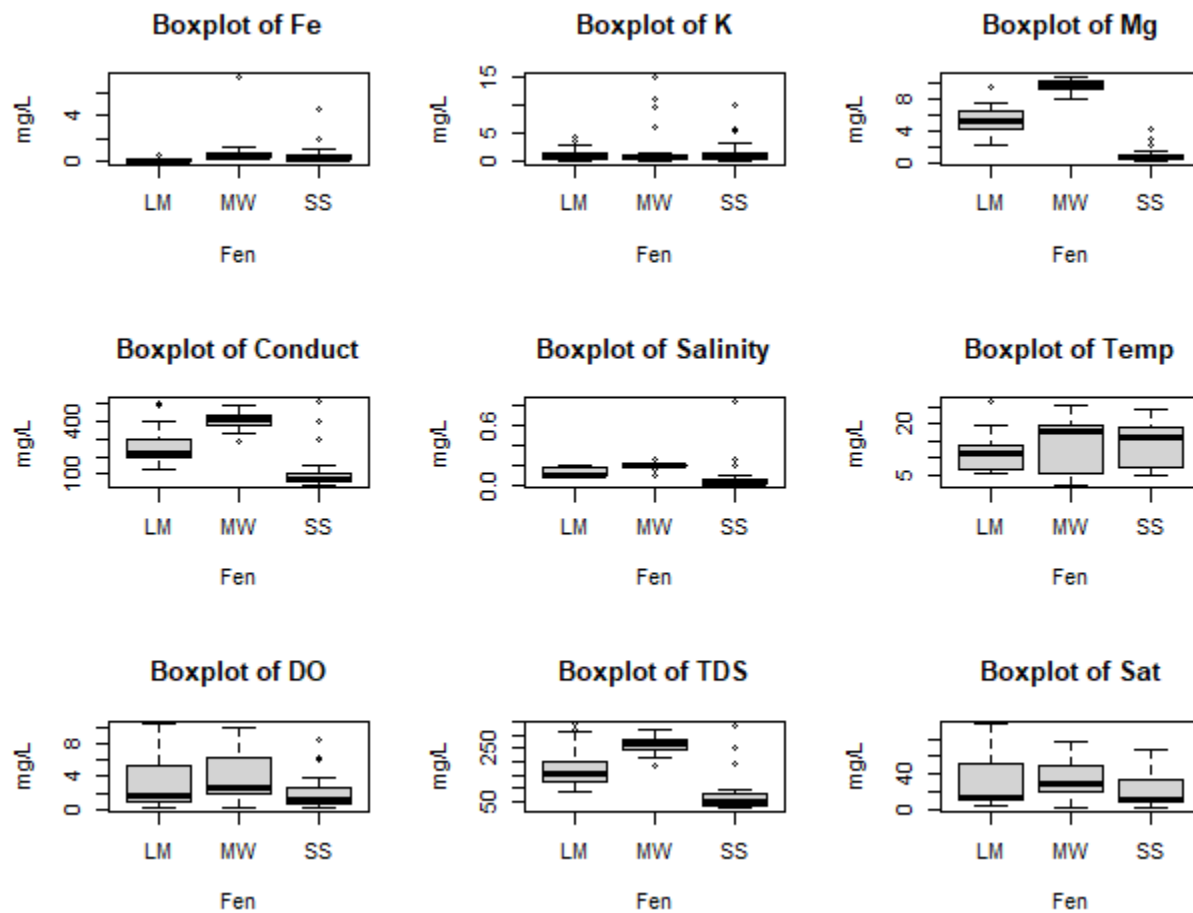 Boxplot of Fe Boxplot of K Boxplot of Mg
mg/L 0 4 mg/L 0 5 15 mg/L 0 4 8
LM MW SS LM MW SS LM MW SS
Fen Fen Fen
Boxplot of Conduct Boxplot of Salinity Boxplot of Temp
mg/L 100 400 mg/L 0.0 0.6 mg/L 5 20
LM MW SS LM MW SS LM MW SS
Fen Fen Fen
Boxplot of DO Boxplot of TDS Boxplot of Sat
mg/L 0 4 8 mg/L 50 250 mg/L 0 40
LM MW SS LM MW SS LM MW SS
Fen Fen Fen